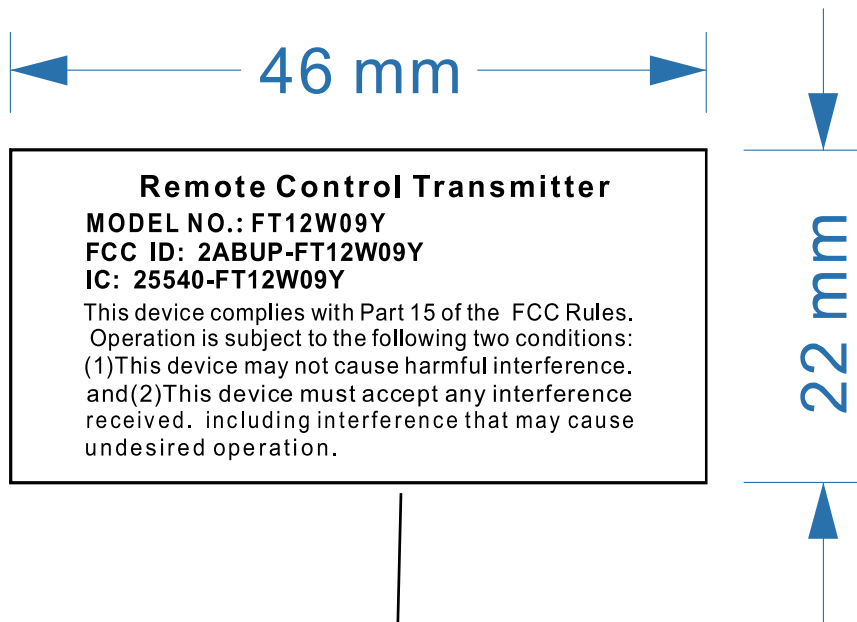 46 mm
Remote Control Transmitter
MODEL NO.: FT12W09Y
FCC ID: 2ABUP-FT12W09Y
IC: 25540-FT12W09Y
This device complies with Part 15 of the FCC Rules.
Operation is subject to the following two conditions:
(1)This device may not cause harmful interference.
and(2)This device must accept any interference
received. including interference that may cause
undesired operation.
22 mm